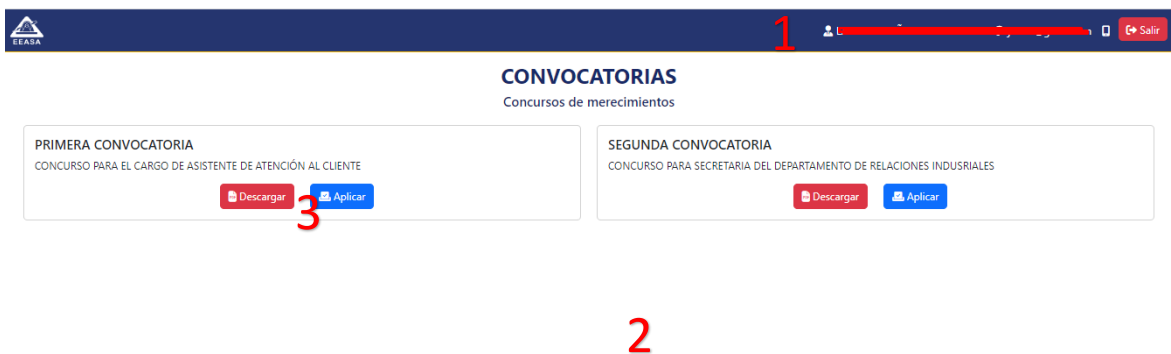 EEASA
1
Salir
CONVOCATORIAS
Concursos de merecimientos
PRIMERA CONVOCATORIA
CONCURSO PARA EL CARGO DE ASISTENTE DE ATENCIÓN AL CLIENTE
Descargar
Aplicar
3
SEGUNDA CONVOCATORIA
CONCURSO PARA SECRETARIA DEL DEPARTAMENTO DE RELACIONES INDUSRIALES
Descargar
Aplicar
2